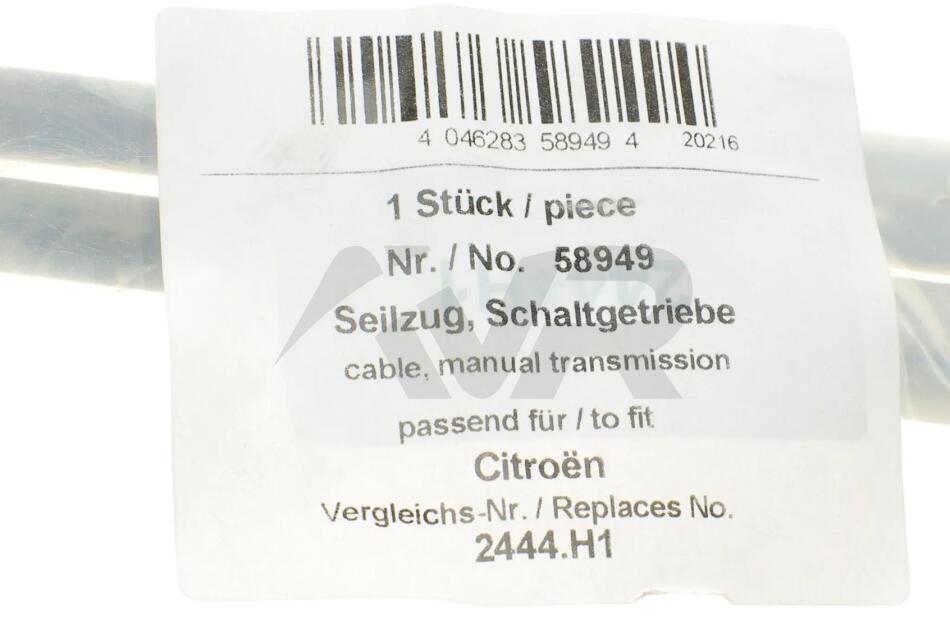 4 046283 58949 4 20216
1 Stück / piece
Nr. / No. 58949
Seilzug, Schaltgetriebe
cable, manual transmission
passend für / to fit
Citroën
Vergleichs-Nr. / Replaces No.
2444.H1